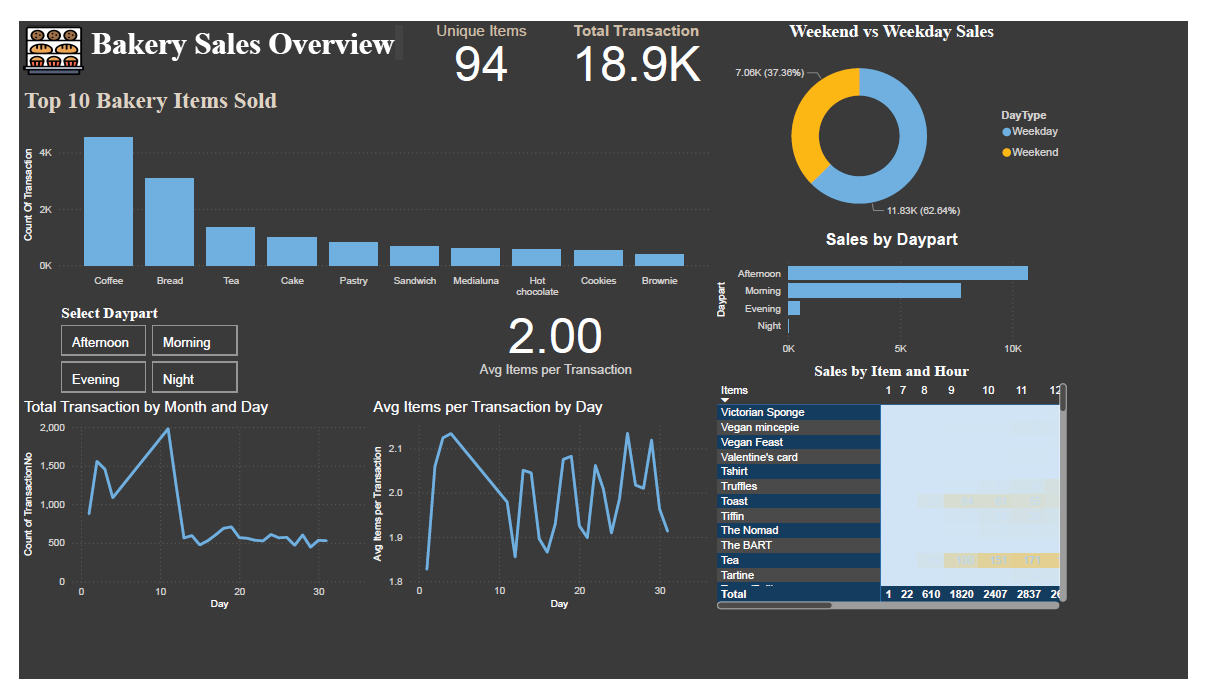 Bakery Sales Overview
Unique Items
94
Total Transaction
18.9K
Weekend vs Weekday Sales
7.06K (37.36%)
11.83K (62.64%)
DayType
Weekday
Weekend
Top 10 Bakery Items Sold
Count Of Transaction
4K
2K
0K
Coffee Bread Tea Cake Pastry Sandwich Medialuna Hot chocolate Cookies Brownie
Sales by Daypart
Daypart
Afternoon
Morning
Evening
Night
0K 5K 10K
Select Daypart
Afternoon Morning
Evening Night
2.00
Avg Items per Transaction
Total Transaction by Month and Day
Count of TransactionNo
2,000
1,500
1,000
500
0
0 10 20 30
Day
Avg Items per Transaction by Day
Avg Items per Transaction
2.1
2.0
1.9
1.8
0 10 20 30
Day
Sales by Item and Hour
Items 1 7 8 9 10 11 12
Victorian Sponge
Vegan mincepie
Vegan Feast
Valentine's card
Tshirt
Truffles
Toast
Tiffin
The Nomad
The BART
Tea
Tartine
Total 1 22 610 1820 2407 2837